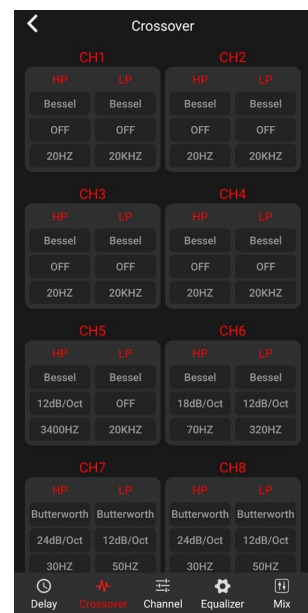 Crossover
CH1 CH2
HP LP HP LP
Bessel Bessel Bessel Bessel
OFF OFF OFF OFF
20HZ 20KHZ 20HZ 20KHZ
CH3 CH4
HP LP HP LP
Bessel Bessel Bessel Bessel
OFF OFF OFF OFF
20HZ 20KHZ 20HZ 20KHZ
CH5 CH6
HP LP HP LP
Bessel Bessel Bessel Bessel
12dB/Oct OFF 18dB/Oct 12dB/Oct
3400HZ 20KHZ 70HZ 320HZ
CH7 CH8
HP LP HP LP
Butterworth Butterworth Butterworth Butterworth
24dB/Oct 12dB/Oct 24dB/Oct 12dB/Oct
30HZ 50HZ 30HZ 50HZ
Delay Crossover Channel Equalizer Mix